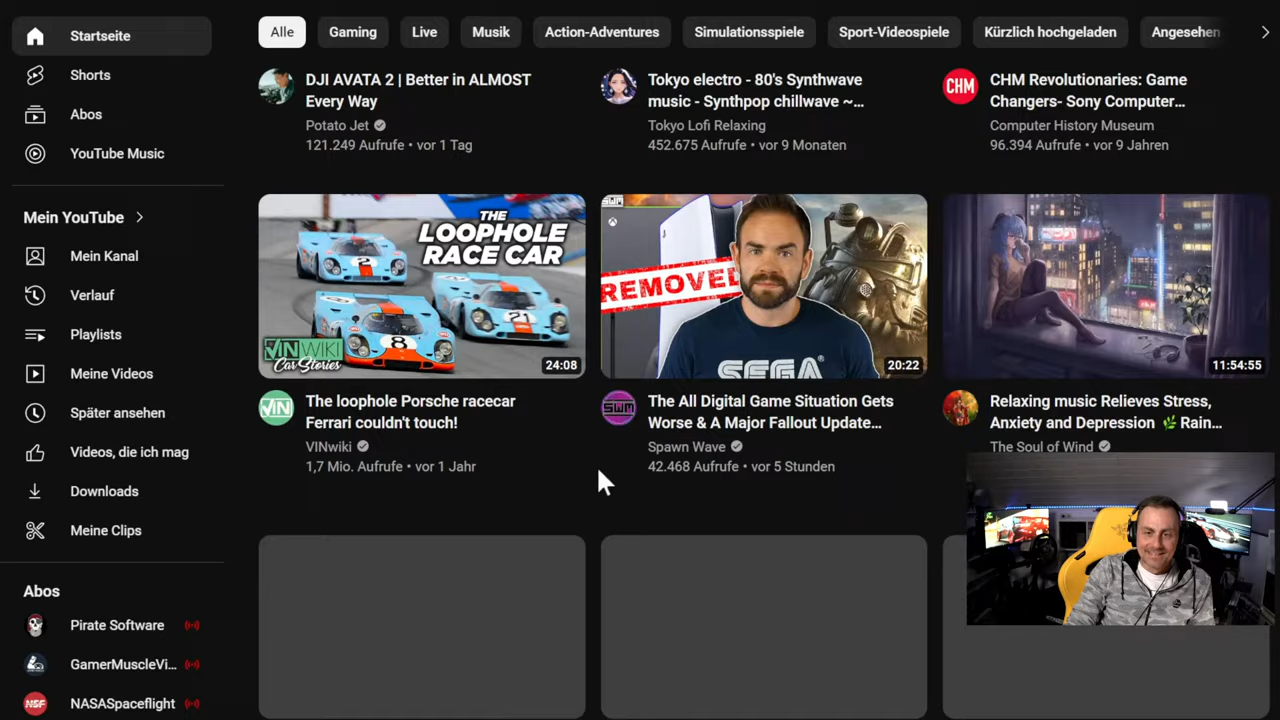 Startseite
Shorts
Abos
YouTube Music
Mein YouTube
Mein Kanal
Verlauf
Playlists
Meine Videos
Später ansehen
Videos, die ich mag
Downloads
Meine Clips
Abos
Pirate Software
GamerMuscleVi...
NSF
NASASpaceflight
Alle
Gaming
Live
Musik
Action-Adventures
Simulationsspiele
Sport-Videospiele
Kürzlich hochgeladen
Angesehen
DJI AVATA 2 | Better in ALMOST
Every Way
Potato Jet
121.249 Aufrufe • vor 1 Tag
Tokyo electro - 80's Synthwave
music - Synthpop chillwave ~...
Tokyo Lofi Relaxing
452.675 Aufrufe • vor 9 Monaten
CHM
CHM Revolutionaries: Game
Changers- Sony Computer...
Computer History Museum
96.394 Aufrufe • vor 9 Jahren
THE
LOOPHOLE
RACE CAR
2
8
21
VINWIKI
Car Stories
24:08
VIN
The loophole Porsche racecar
Ferrari couldn't touch!
VINwiki
1,7 Mio. Aufrufe • vor 1 Jahr
SWM
REMOVED
SEGA®
20:22
SWM
The All Digital Game Situation Gets
Worse & A Major Fallout Update...
Spawn Wave
42.468 Aufrufe • vor 5 Stunden
11:54:55
Relaxing music Relieves Stress,
Anxiety and Depression 🌿 Rain...
The Soul of Wind